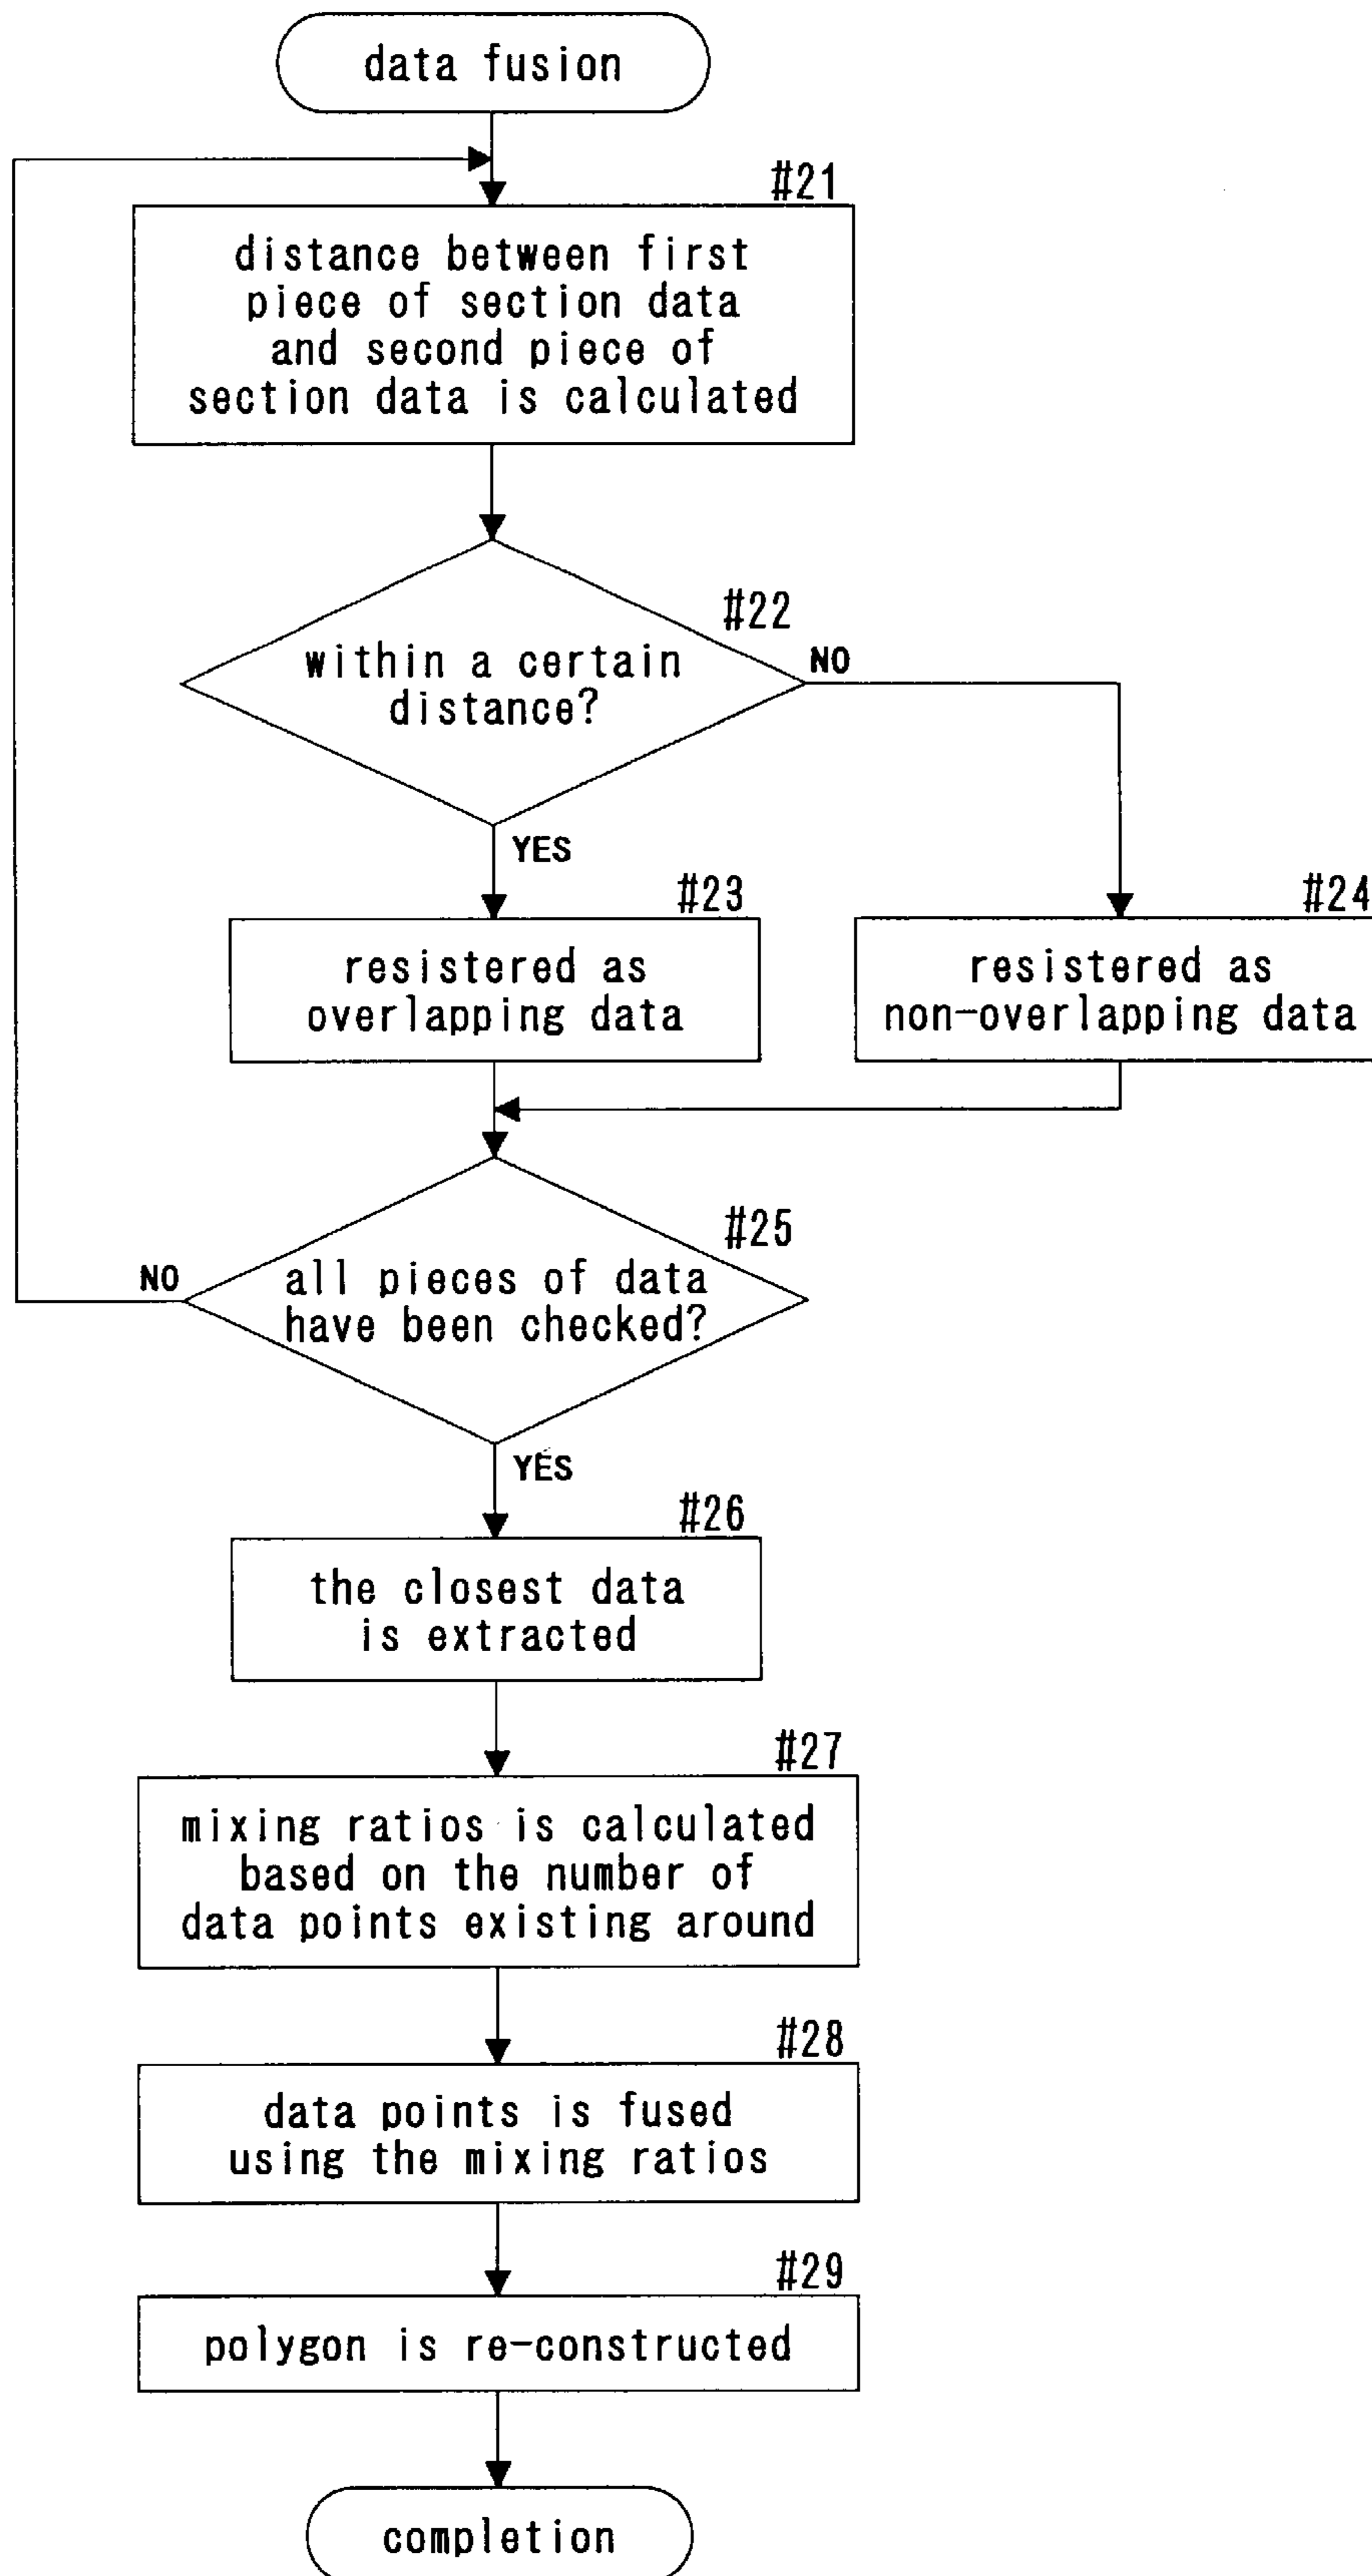 data fusion
#21
distance between first
piece of section data
and second piece of
section data is calculated
#22
within a certain
distance?
NO
YES
#23
resistered as
overlapping data
#24
resistered as
non-overlapping data
#25
all pieces of data
have been checked?
NO
YES
#26
the closest data
is extracted
#27
mixing ratios is calculated
based on the number of
data points existing around
#28
data points is fused
using the mixing ratios
#29
polygon is re-constructed
completion